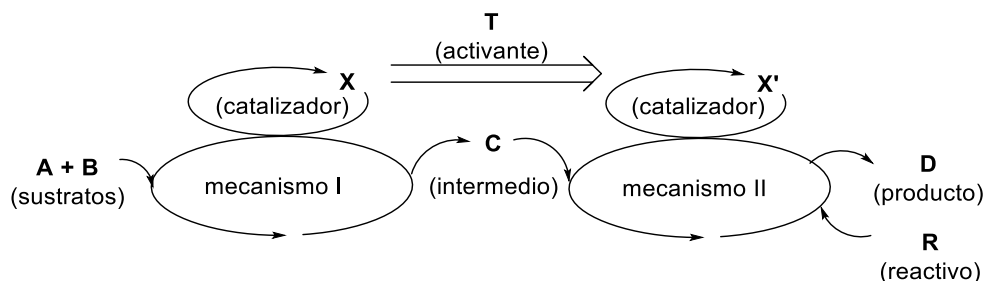 T
(activante)
X
(catalizador)
X'
(catalizador)
A + B
(sustratos)
mecanismo I
C
(intermedio)
mecanismo II
D
(producto)
R
(reactivo)